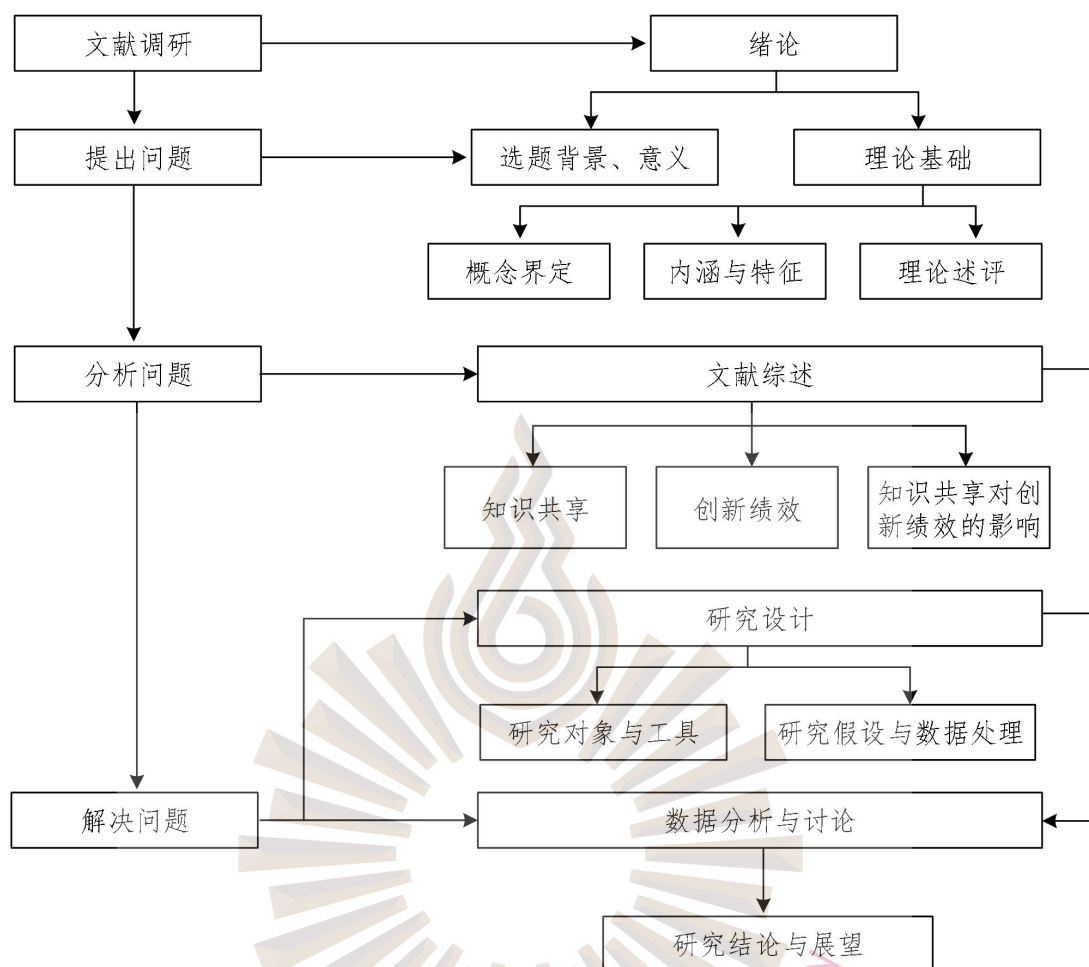 文献调研
绪论
提出问题
选题背景、意义
理论基础
概念界定
内涵与特征
理论述评
分析问题
文献综述
知识共享
创新绩效
知识共享对创
新绩效的影响
研究设计
研究对象与工具
研究假设与数据处理
解决问题
数据分析与讨论
研究结论与展望